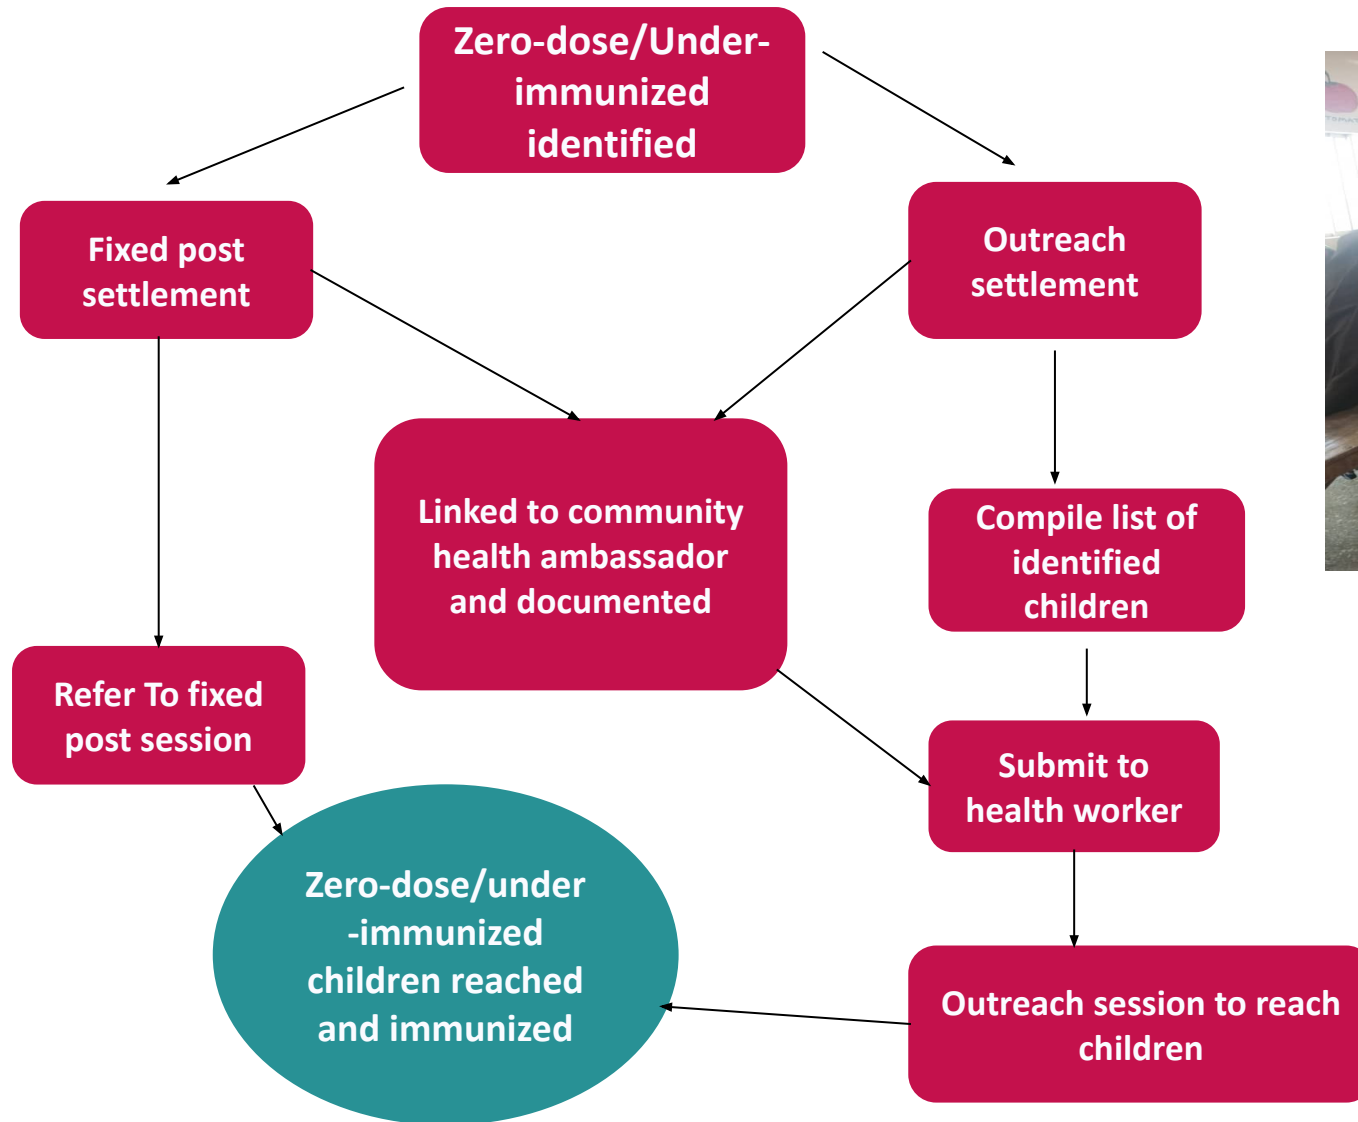 Zero-dose/Under-
immunized
identified
Fixed post
settlement
Outreach
settlement
Linked to community
health ambassador
and documented
Compile list of
identified
children
Refer To fixed
post session
Submit to
health worker
Zero-dose/under
-immunized
children reached
and immunized
Outreach session to reach
children